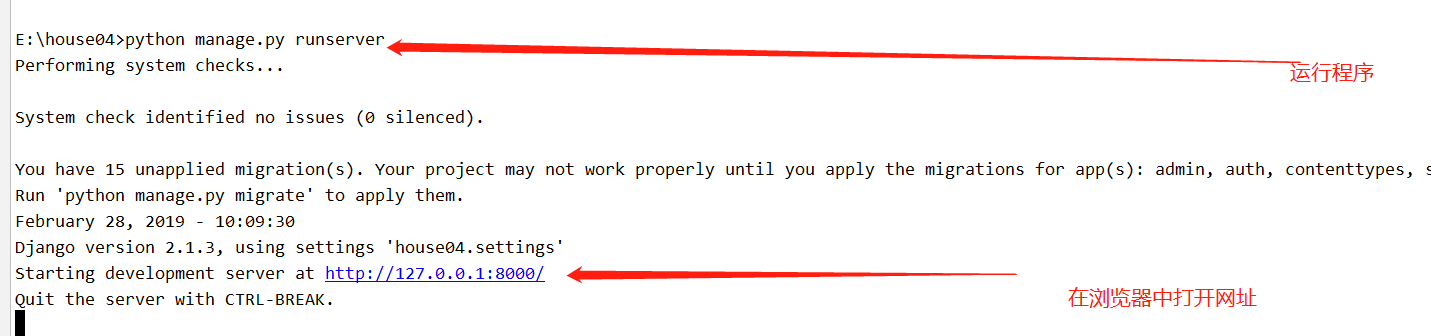 E:\house04>python manage.py runserver
Performing system checks...
运行程序
System check identified no issues (0 silenced).
You have 15 unapplied migration(s). Your project may not work properly until you apply the migrations for app(s): admin, auth, contenttypes, s
Run 'python manage.py migrate' to apply them.
February 28, 2019 - 10:09:30
Django version 2.1.3, using settings 'house04.settings'
Starting development server at http://127.0.0.1:8000/
在浏览器中打开网址
Quit the server with CTRL-BREAK.